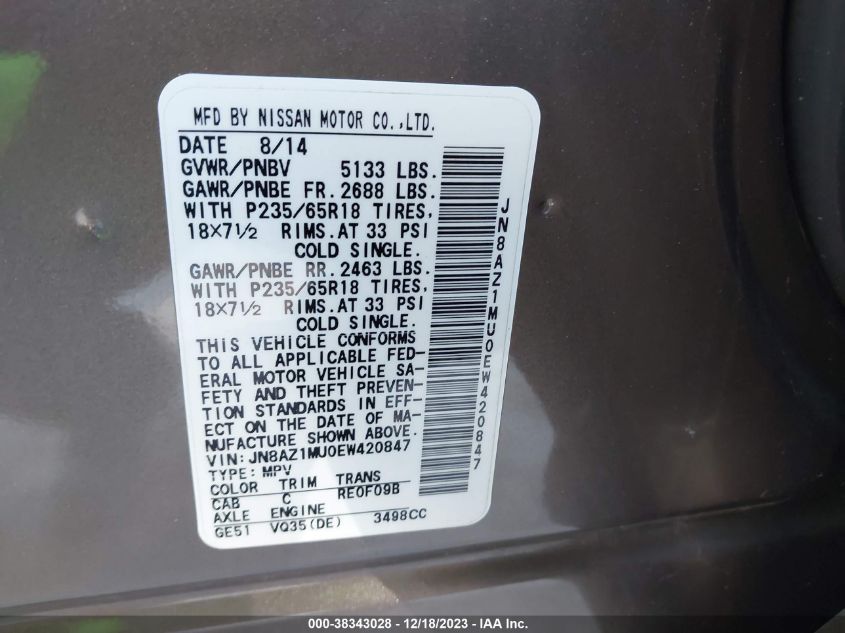 MFD BY NISSAN MOTOR CO.,LTD.
DATE 8/14
GVWR/PNBV 5133 LBS.
GAWR/PNBE FR. 2688 LBS.
WITH P235/65R18 TIRES,
18×7½ RIMS. AT 33 PSI
COLD SINGLE.
GAWR/PNBE RR. 2463 LBS.
WITH P235/65R18 TIRES,
18×7½ RIMS. AT 33 PSI
COLD SINGLE.
THIS VEHICLE CONFORMS
TO ALL APPLICABLE FED-
ERAL MOTOR VEHICLE SA-
FETY AND THEFT PREVEN-
TION STANDARDS IN EFF-
ECT ON THE DATE OF MA-
NUFACTURE SHOWN ABOVE.
VIN: JN8AZ1MU0EW420847
TYPE: MPV
COLOR TRIM TRANS
CAB C RE0F09B
AXLE ENGINE
GE51 VQ35(DE) 3498CC
JN8AZ1MU0EW420847
000-38343028 - 12/18/2023 - IAA Inc.